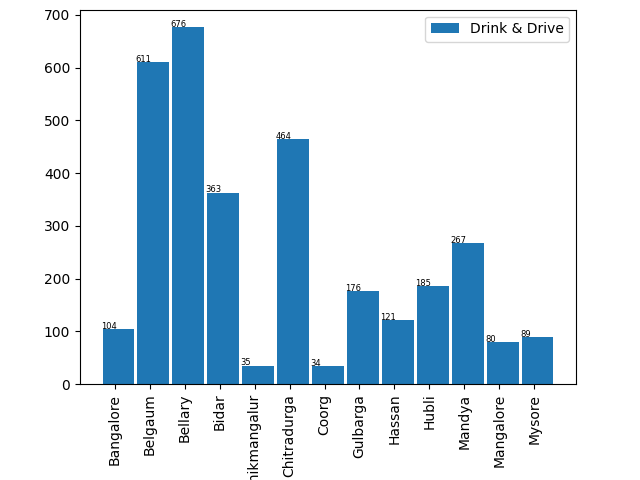 Drink & Drive
700
600
500
400
300
200
100
0
104
611
676
363
35
464
34
176
121
185
267
80
89
Bangalore
Belgaum
Bellary
Bidar
hikmangalur
Chitradurga
Coorg
Gulbarga
Hassan
Hubli
Mandya
Mangalore
Mysore